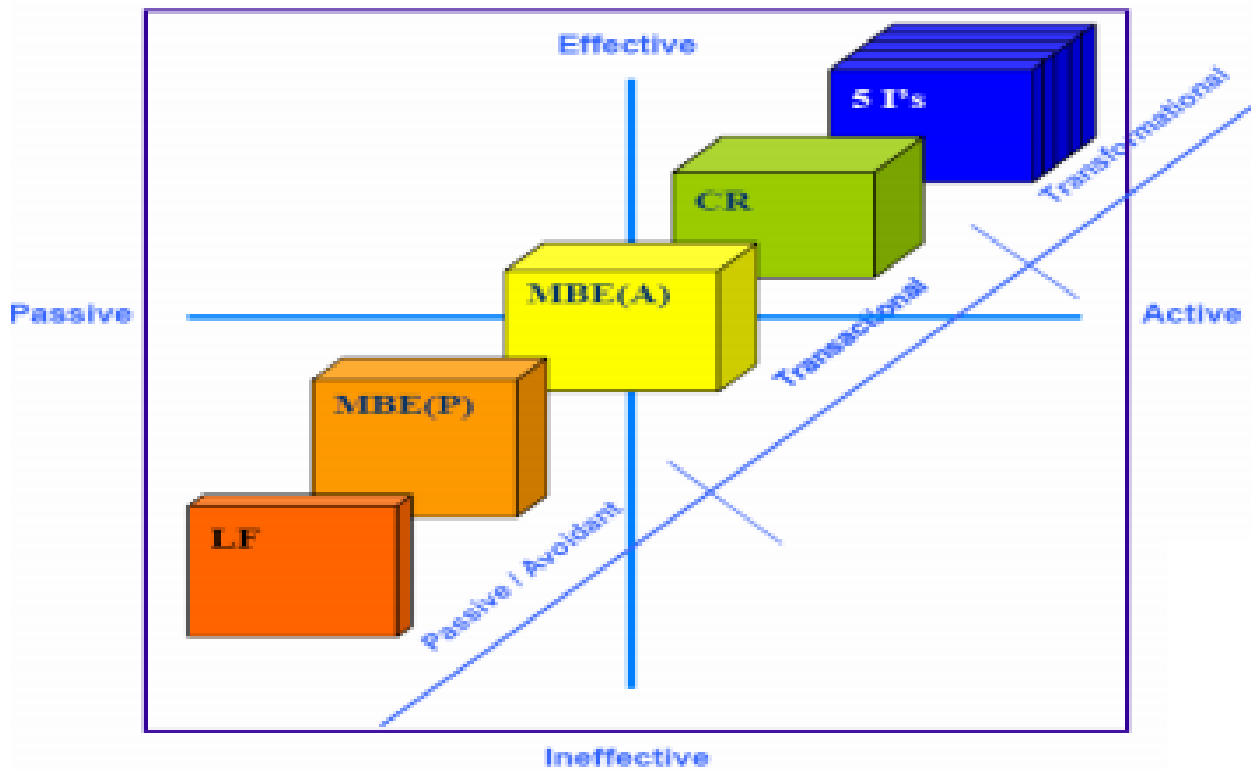 Effective
5 I's
Transformational
CR
MBE(A)
Passive
Active
Transactional
MBE(P)
LF
Passive / Avoidant
Ineffective